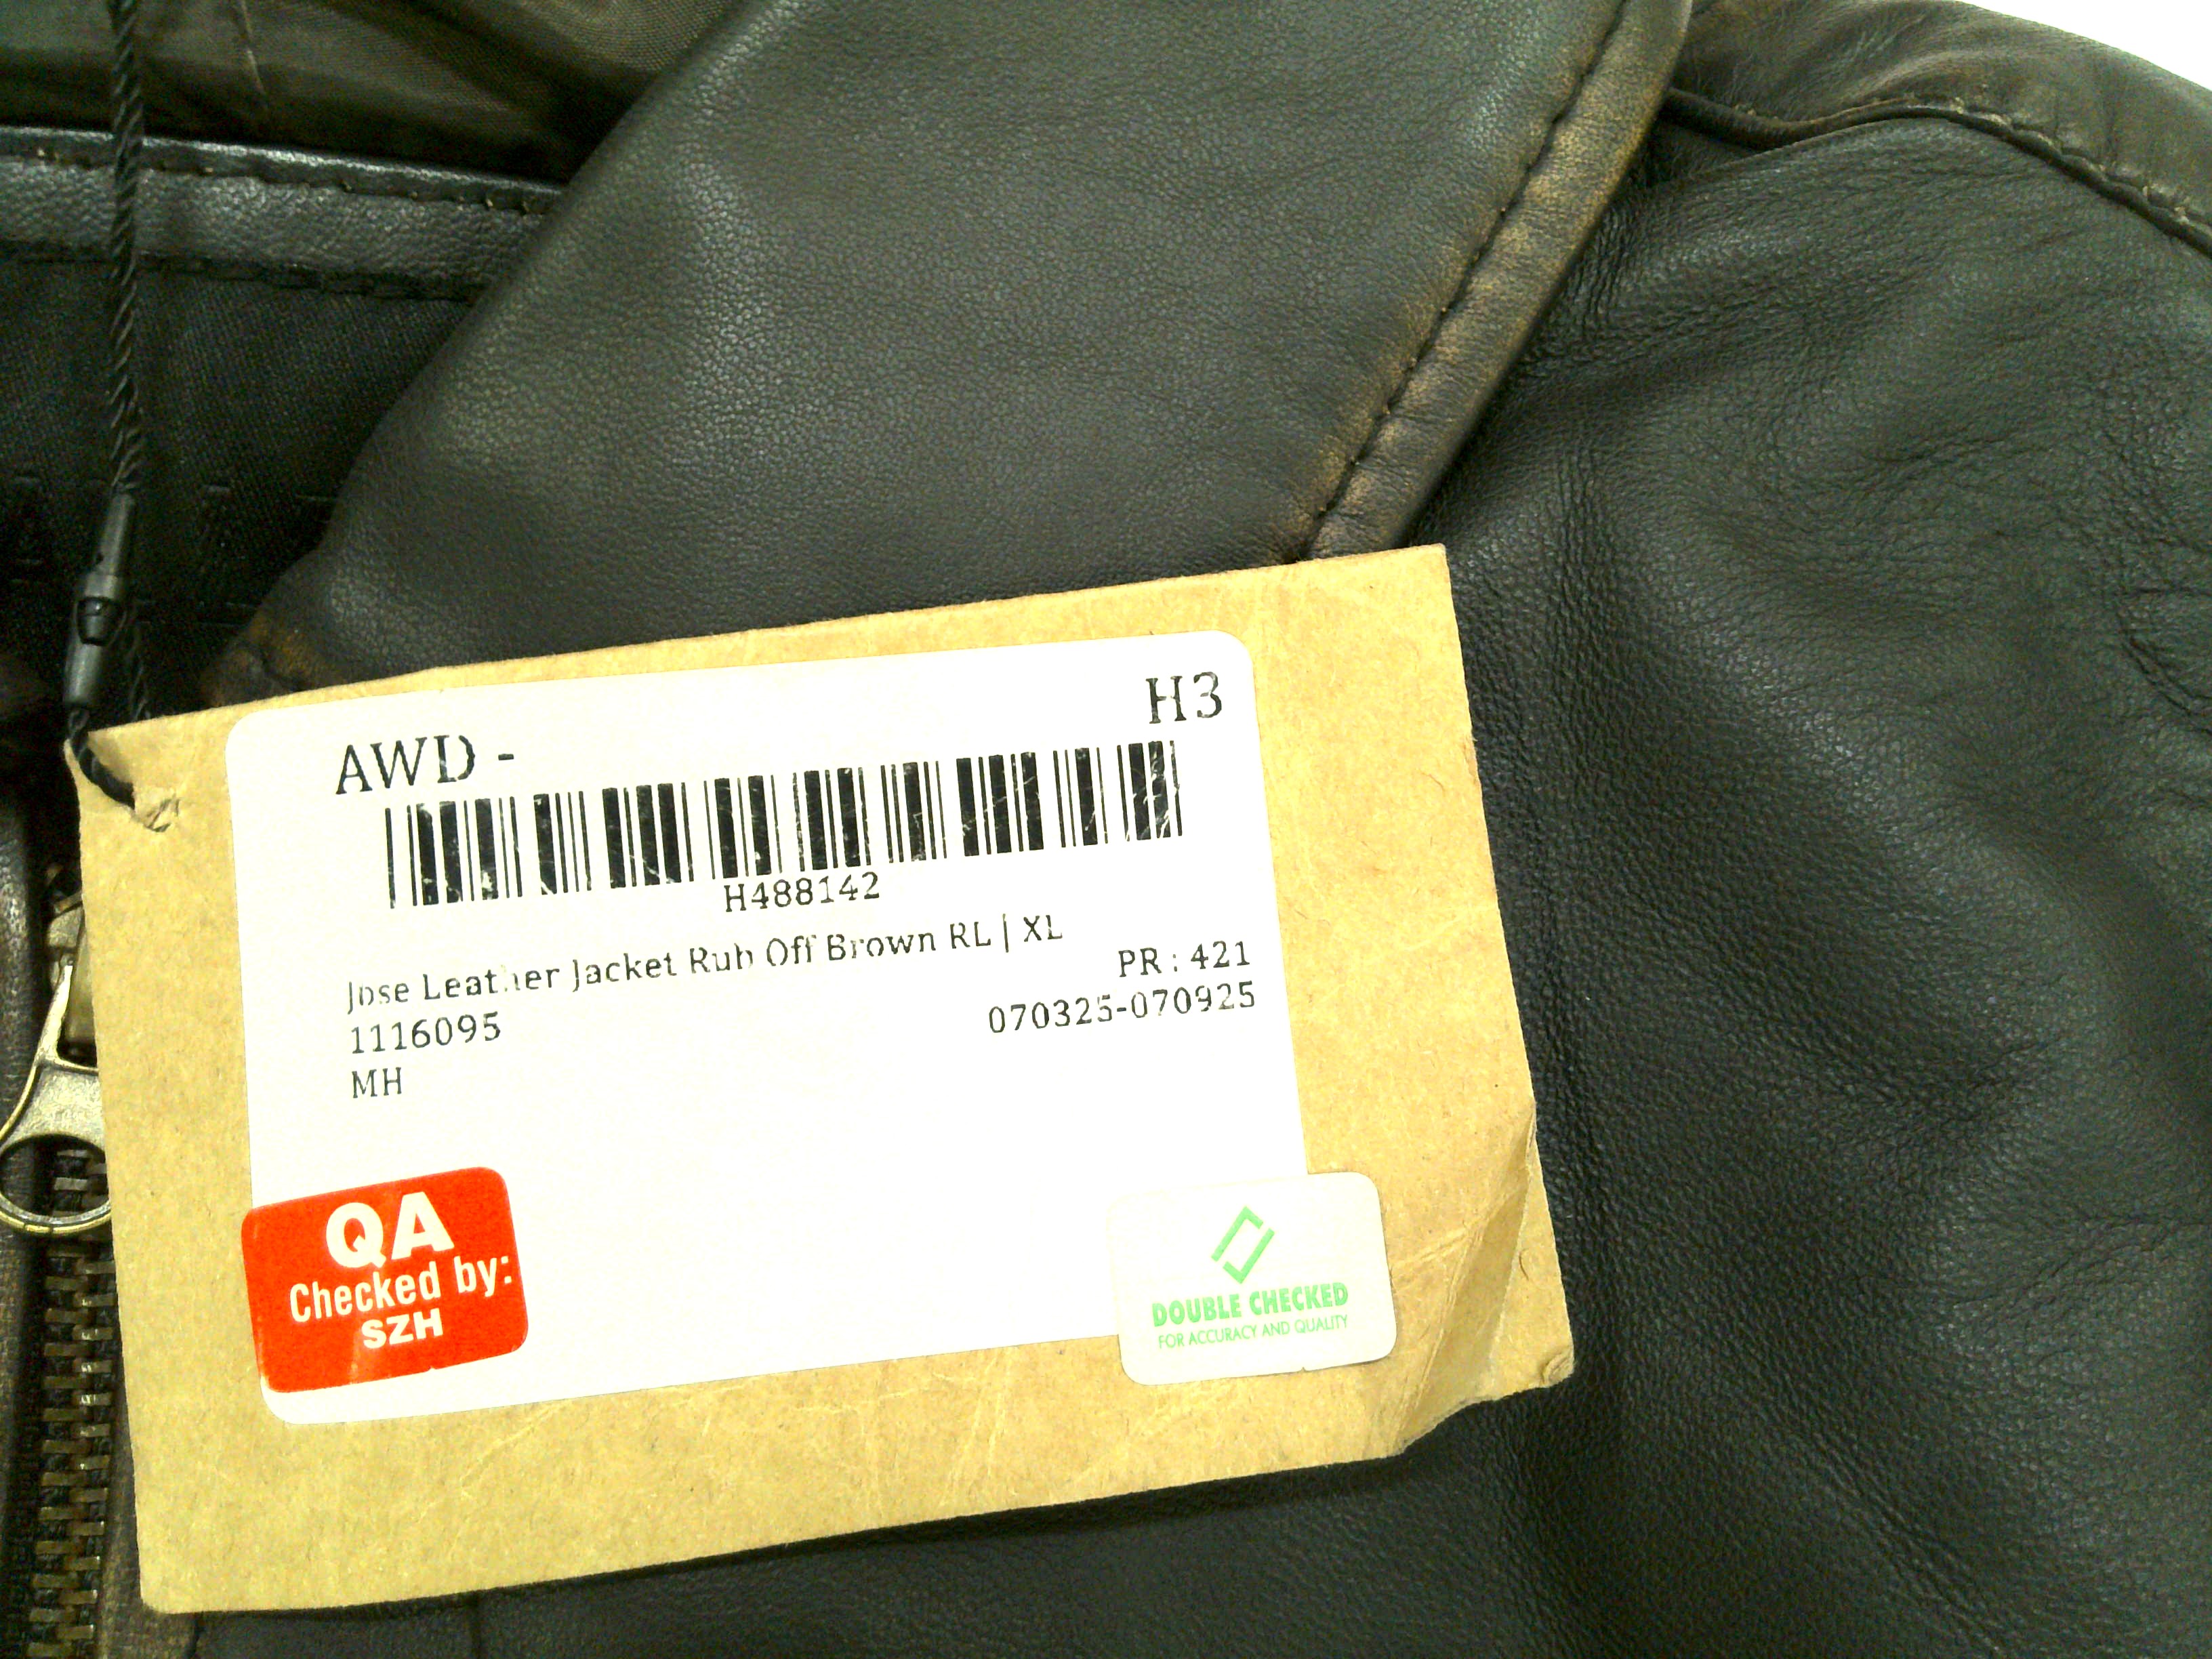 H3
AWD -
H488142
Jose Leather Jacket Rub Off Brown RL | XL
PR : 421
1116095
070325-070925
MH
QA
Checked by:
SZH
DOUBLE CHECKED
FOR ACCURACY AND QUALITY